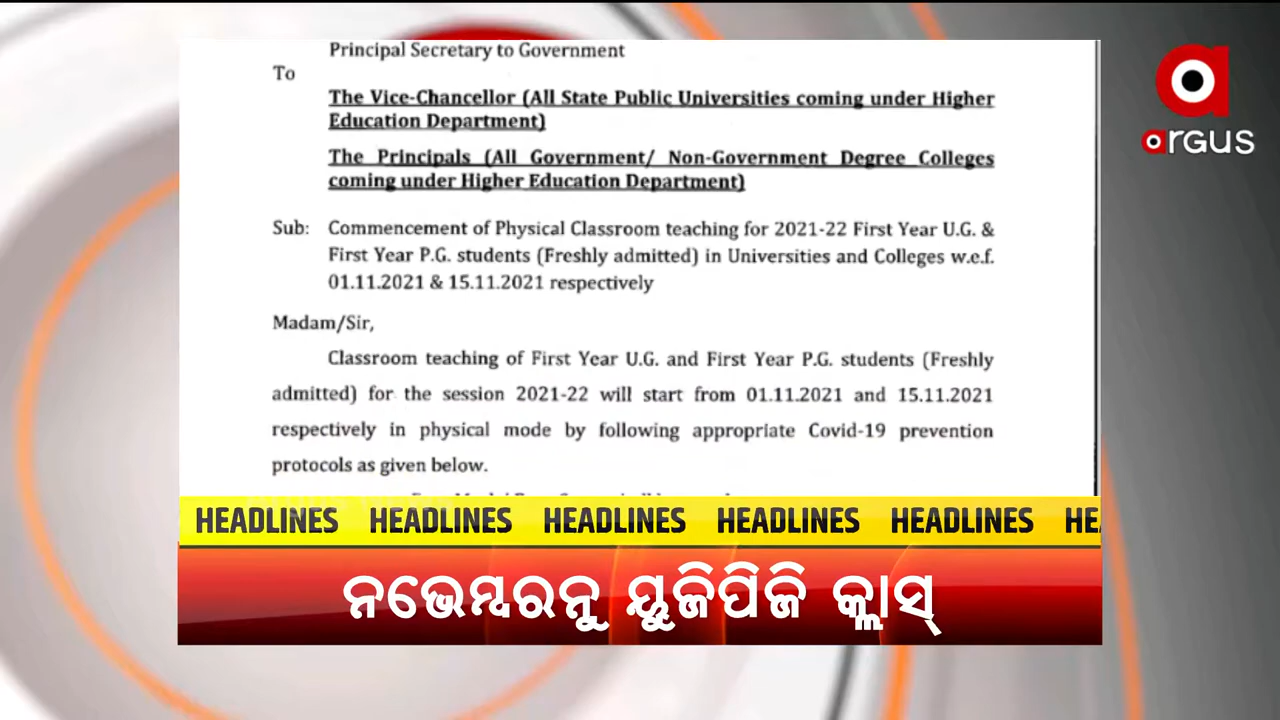 Principal Secretary to Government
To
The Vice-Chancellor (All State Public Universities coming under Higher
Education Department)
The Principals (All Government/ Non-Government Degree Colleges
coming under Higher Education Department)
Sub: Commencement of Physical Classroom teaching for 2021-22 First Year U.G. &
First Year P.G. students (Freshly admitted) in Universities and Colleges w.e.f.
01.11.2021 & 15.11.2021 respectively
Madam/Sir,
Classroom teaching of First Year U.G. and First Year P.G. students (Freshly
admitted) for the session 2021-22 will start from 01.11.2021 and 15.11.2021
respectively in physical mode by following appropriate Covid-19 prevention
protocols as given below.
argus
HEADLINES HEADLINES HEADLINES HEADLINES HEADLINES HE
ନଭେମ୍ବରନୁ ୟୁଜିପିଜି କ୍ଲାସ୍